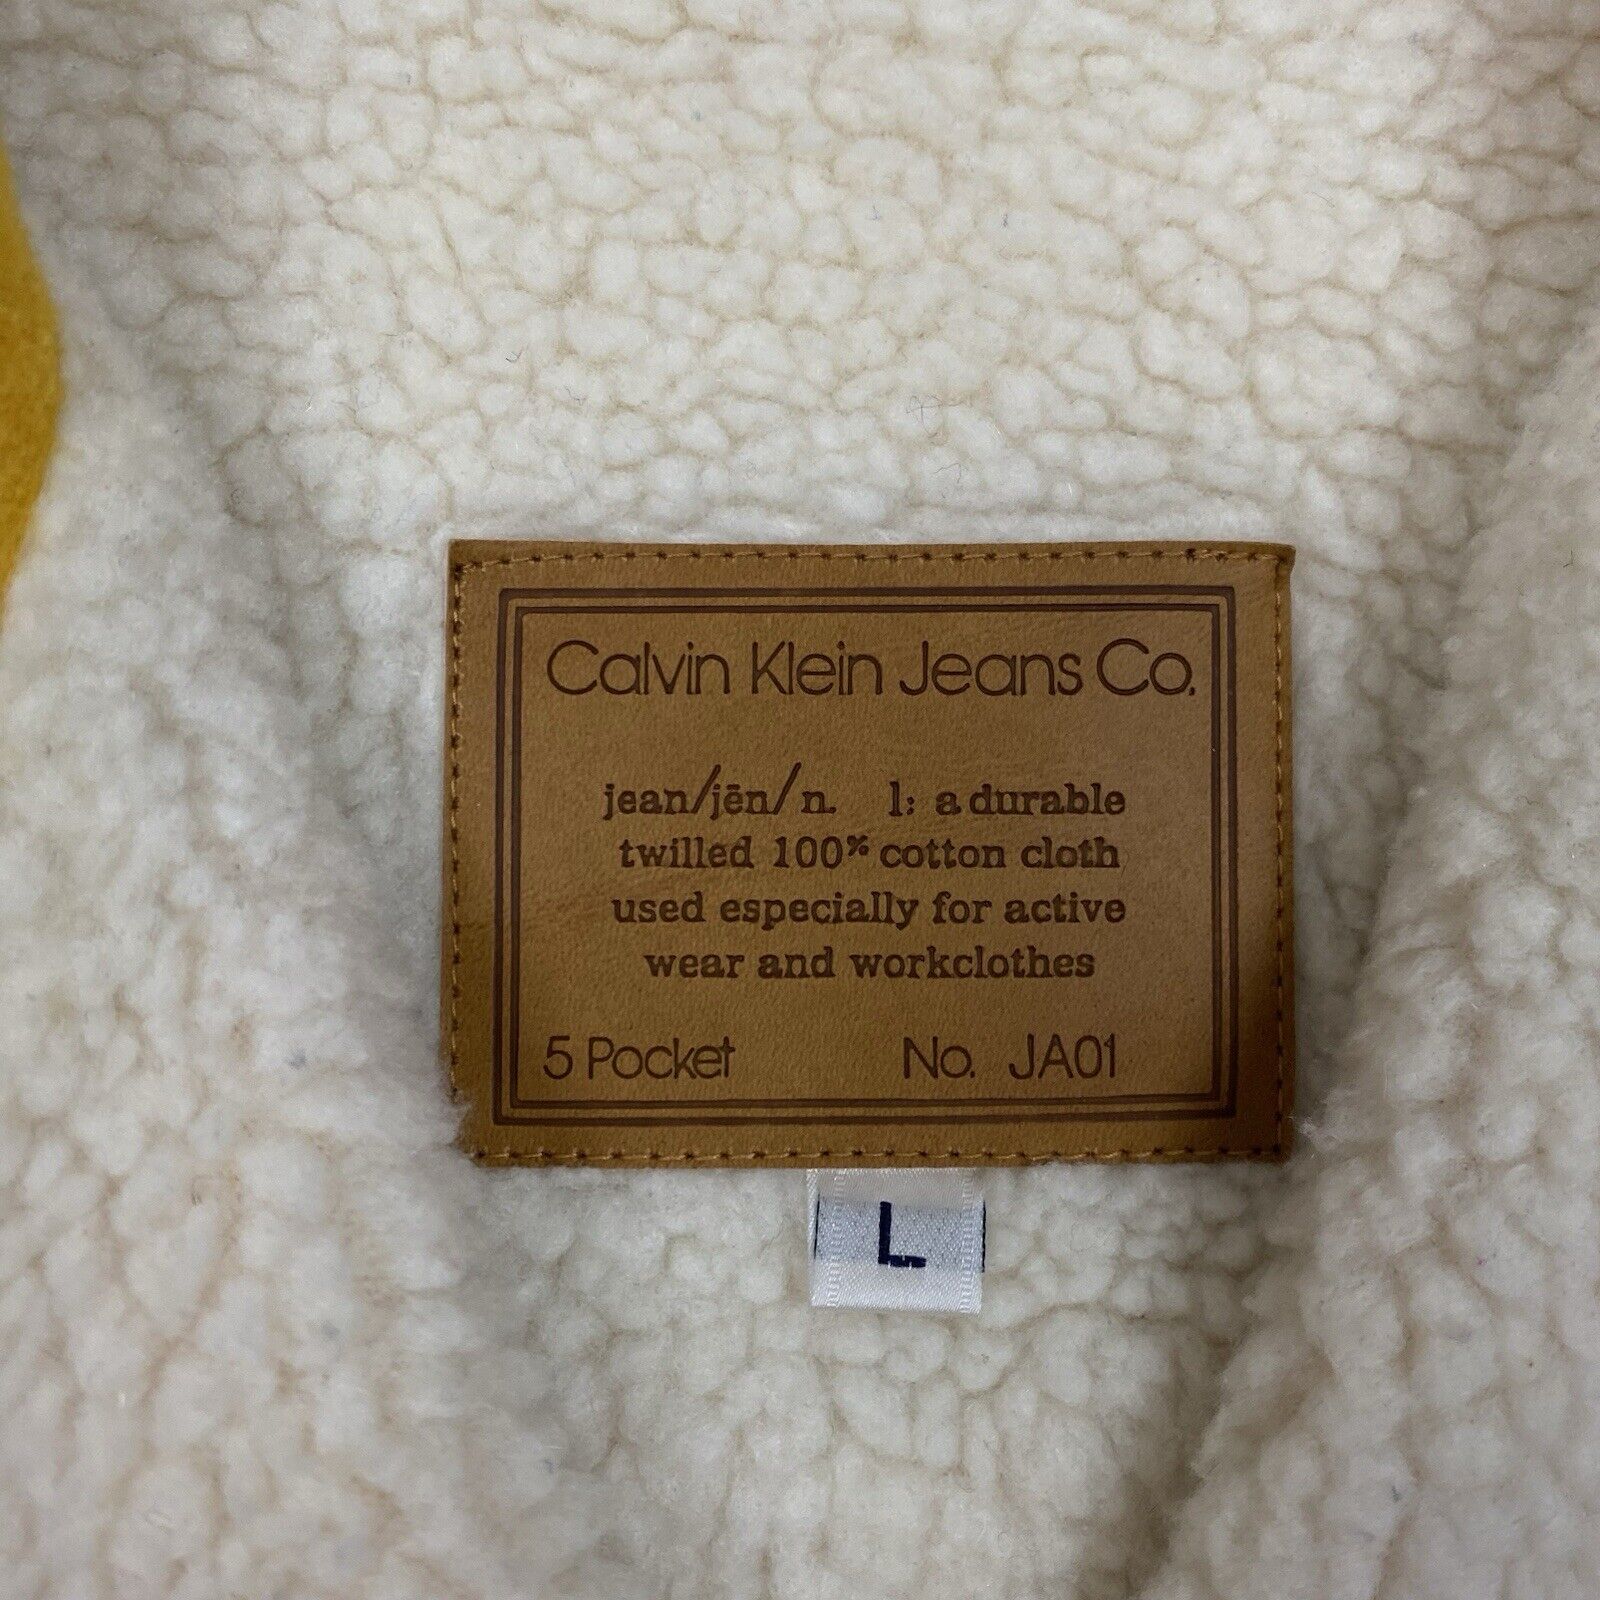 Calvin Klein Jeans Co.
jean/jēn/n. 1: a durable
twilled 100% cotton cloth
used especially for active
wear and workclothes
5 Pocket No. JA01
L